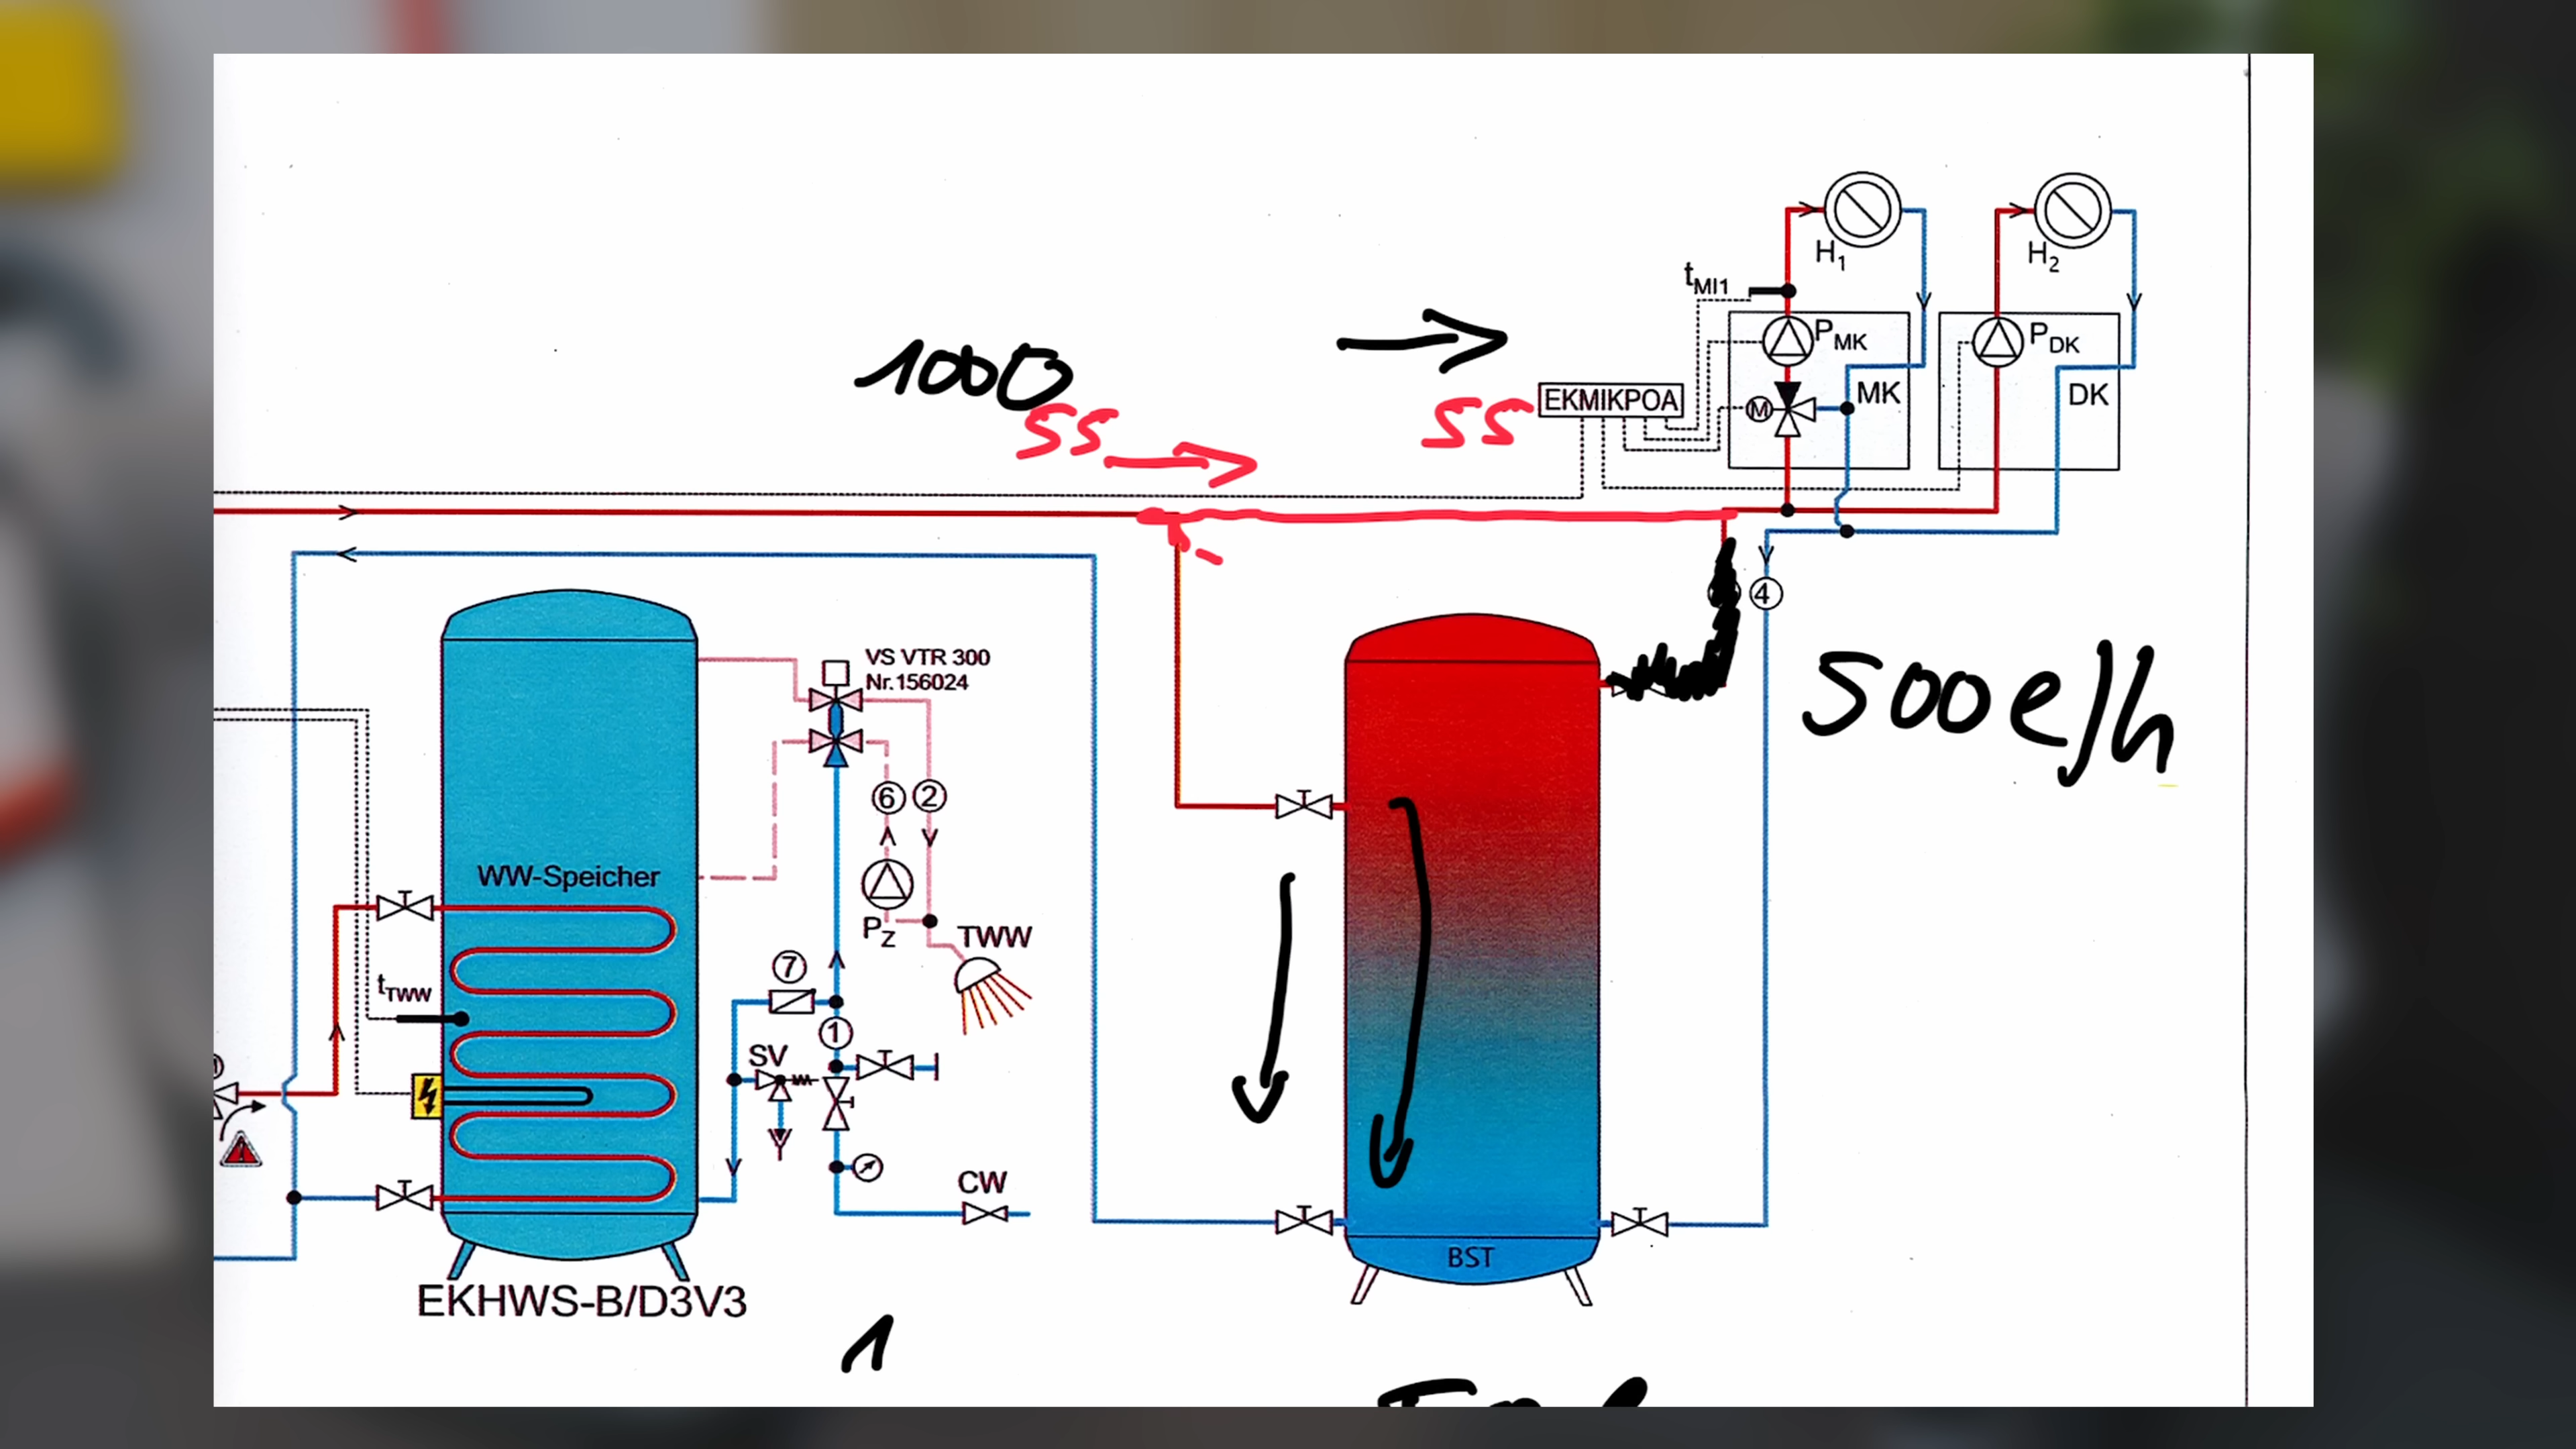 H1
H2
tMI1
PMK
PDK
1000
55
55
EKMIKPOA
M
MK
DK
4
500l/h
VS VTR 300
Nr.156024
6
2
WW-Speicher
PZ
TWW
7
tTWW
1
SV
CW
BST
EKHWS-B/D3V3
1